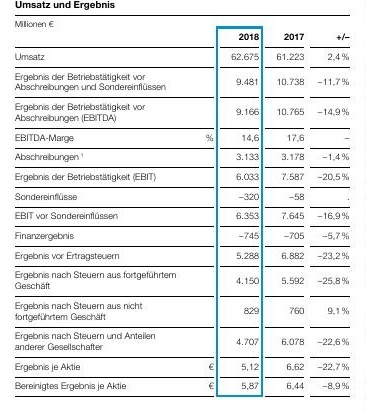 Umsatz und Ergebnis
Millionen €
2018 2017 +/–
Umsatz 62.675 61.223 2,4 %
Ergebnis der Betriebstätigkeit vor
Abschreibungen und Sondereinflüssen 9.481 10.738 –11,7 %
Ergebnis der Betriebstätigkeit vor
Abschreibungen (EBITDA) 9.166 10.765 –14,9 %
EBITDA-Marge % 14,6 17,6 –
Abschreibungen ¹ 3.133 3.178 –1,4 %
Ergebnis der Betriebstätigkeit (EBIT) 6.033 7.587 –20,5 %
Sondereinflüsse –320 –58 .
EBIT vor Sondereinflüssen 6.353 7.645 –16,9 %
Finanzergebnis –745 –705 –5,7 %
Ergebnis vor Ertragsteuern 5.288 6.882 –23,2 %
Ergebnis nach Steuern aus fortgeführtem
Geschäft 4.150 5.592 –25,8 %
Ergebnis nach Steuern aus nicht
fortgeführtem Geschäft 829 760 9,1 %
Ergebnis nach Steuern und Anteilen
anderer Gesellschafter 4.707 6.078 –22,6 %
Ergebnis je Aktie € 5,12 6,62 –22,7 %
Bereinigtes Ergebnis je Aktie € 5,87 6,44 –8,9 %